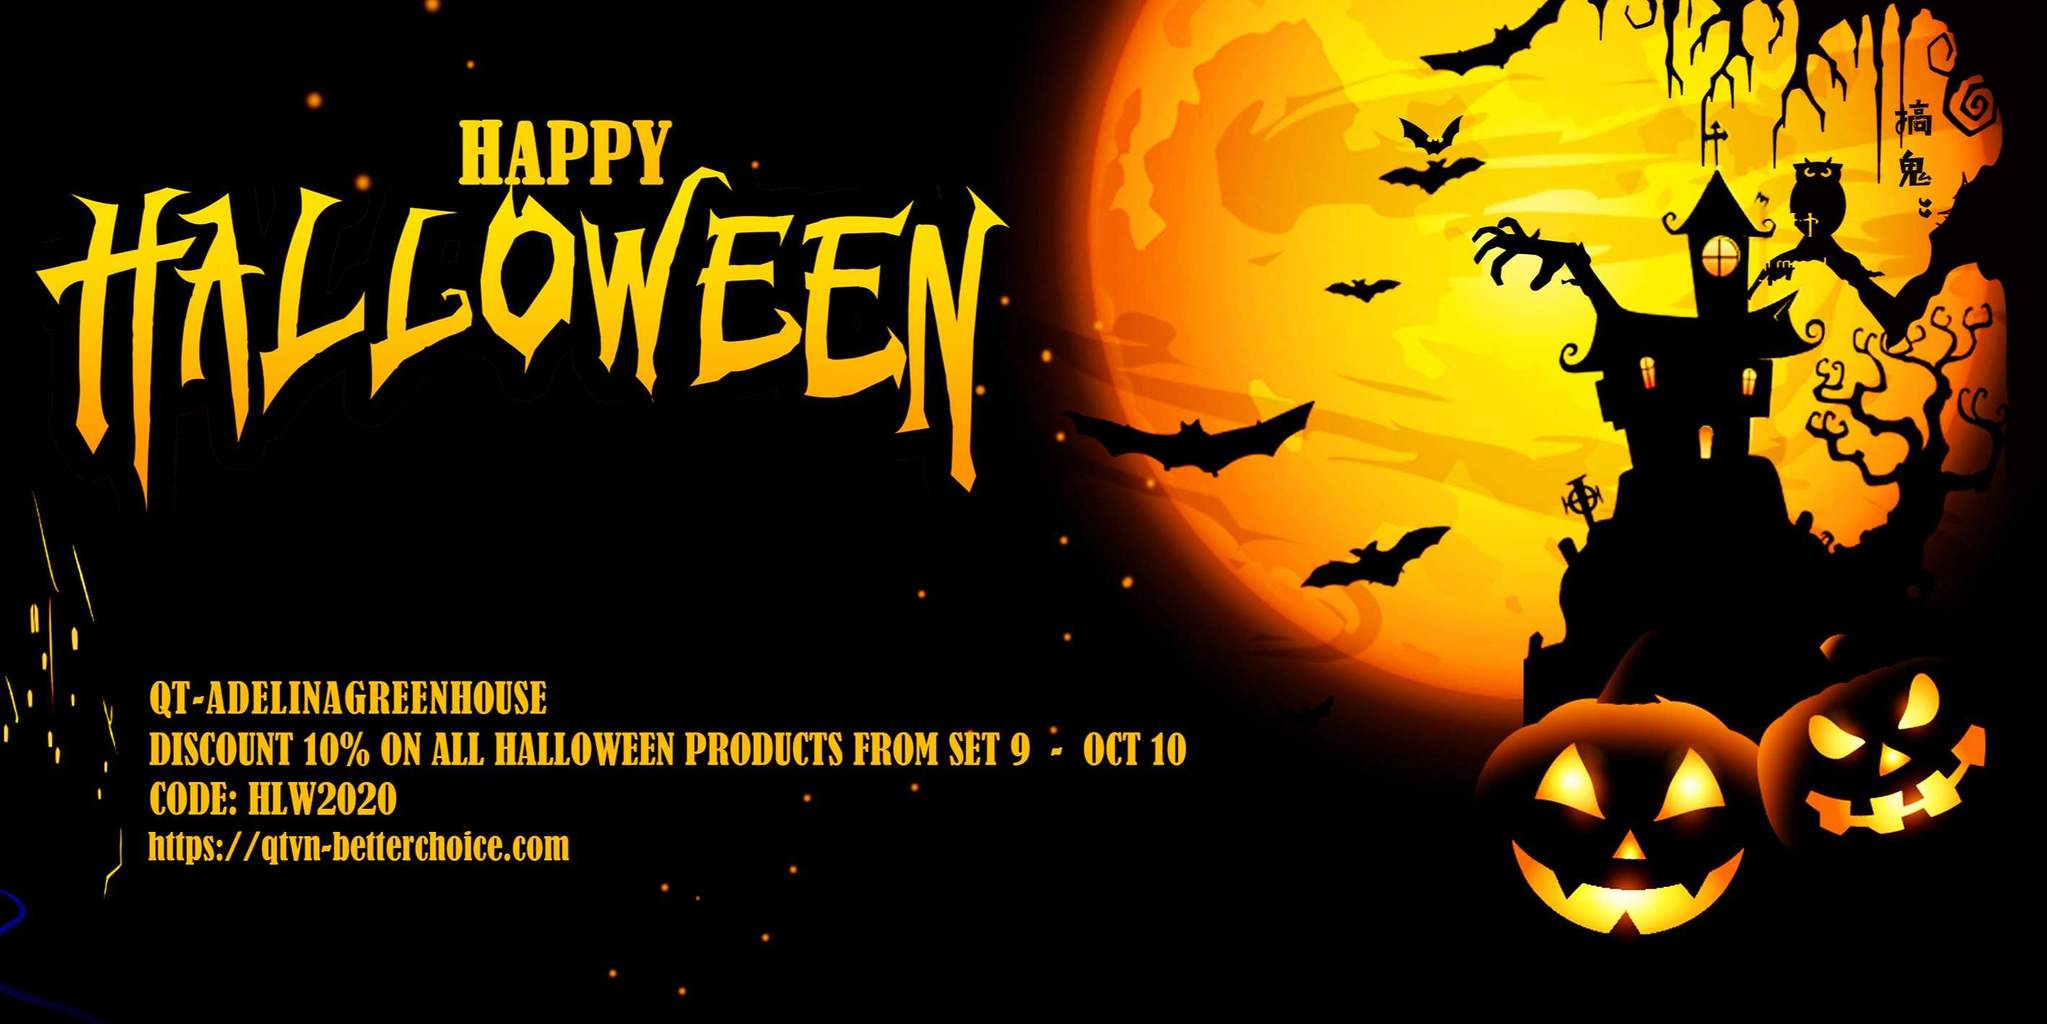 HAPPY
HALLOWEEN
搞
鬼
QT-ADELINAGREENHOUSE
DISCOUNT 10% ON ALL HALLOWEEN PRODUCTS FROM SET 9 - OCT 10
CODE: HLW2020
https://qtvn-betterchoice.com